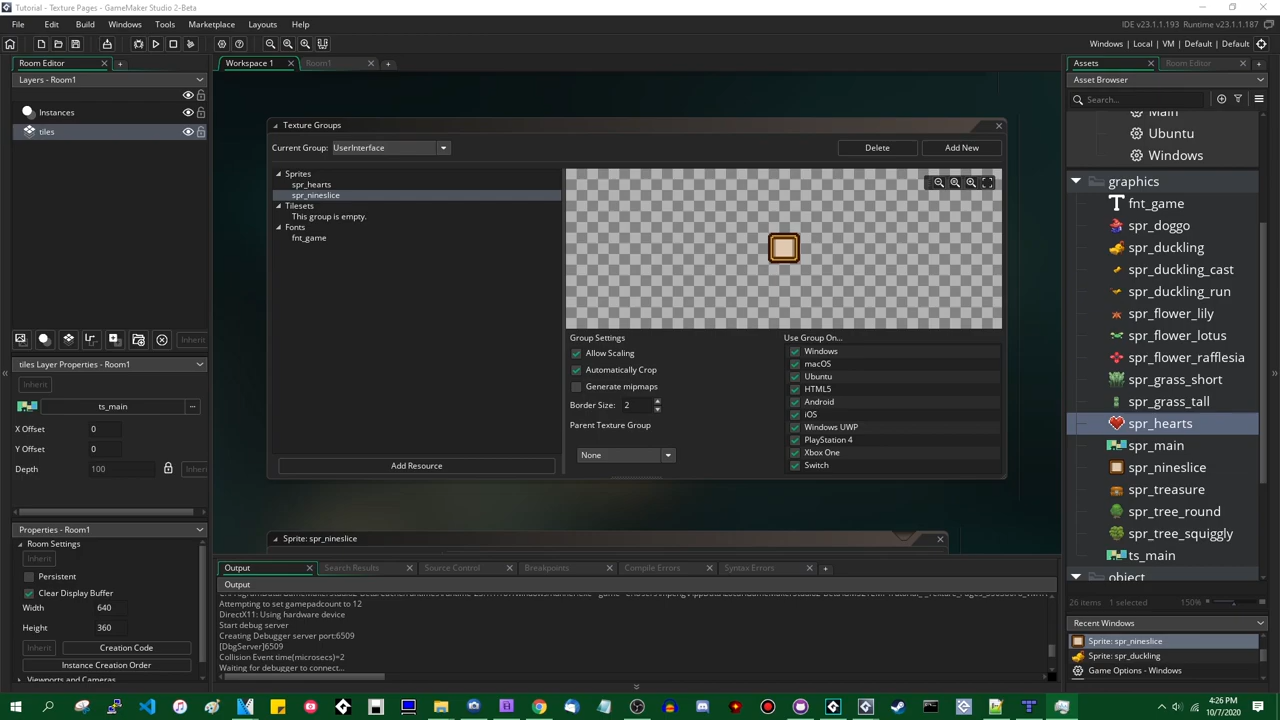 Tutorial - Texture Pages - GameMaker Studio 2-Beta
File Edit Build Windows Tools Marketplace Layouts Help
IDE v23.1.1.193 Runtime v23.1.1.187
Windows | Local | VM | Default | Default
Room Editor
Workspace 1
Room1
Assets
Room Editor
Layers - Room1
Asset Browser
Search...
Instances
tiles
Texture Groups
Current Group: UserInterface
Delete
Add New
Sprites
spr_hearts
spr_nineslice
Tilesets
This group is empty.
Fonts
fnt_game
Add Resource
Group Settings
Allow Scaling
Automatically Crop
Generate mipmaps
Border Size: 2
Parent Texture Group
None
Use Group On...
Windows
macOS
Ubuntu
HTML5
Android
iOS
Windows UWP
PlayStation 4
Xbox One
Switch
Main
Ubuntu
Windows
graphics
fnt_game
spr_doggo
spr_duckling
spr_duckling_cast
spr_duckling_run
spr_flower_lily
spr_flower_lotus
spr_flower_rafflesia
spr_grass_short
spr_grass_tall
spr_hearts
spr_main
spr_nineslice
spr_treasure
spr_tree_round
spr_tree_squiggly
ts_main
object
26 items 1 selected 150%
Recent Windows
Sprite: spr_nineslice
Sprite: spr_duckling
Game Options - Windows
Inherit
tiles Layer Properties - Room1
Inherit
ts_main
X Offset 0
Y Offset 0
Depth 100 Inherit
Properties - Room1
Room Settings
Inherit
Persistent
Clear Display Buffer
Width 640
Height 360
Inherit Creation Code
Instance Creation Order
Viewports and Cameras
Sprite: spr_nineslice
Output
Search Results
Source Control
Breakpoints
Compile Errors
Syntax Errors
Output
Attempting to set gamepadcount to 12
DirectX11: Using hardware device
Start debug server
Creating Debugger server port:6509
[DbgServer]6509
Collision Event time(microsecs)=2
Waiting for debugger to connect...
4:26 PM
10/7/2020